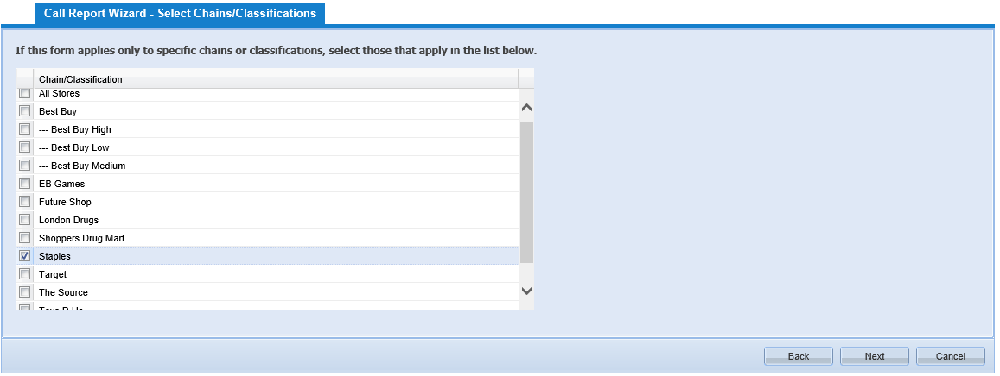 Call Report Wizard - Select Chains/Classifications
If this form applies only to specific chains or classifications, select those that apply in the list below.
Chain/Classification
All Stores
Best Buy
--- Best Buy High
--- Best Buy Low
--- Best Buy Medium
EB Games
Future Shop
London Drugs
Shoppers Drug Mart
Staples
Target
The Source
Back
Next
Cancel